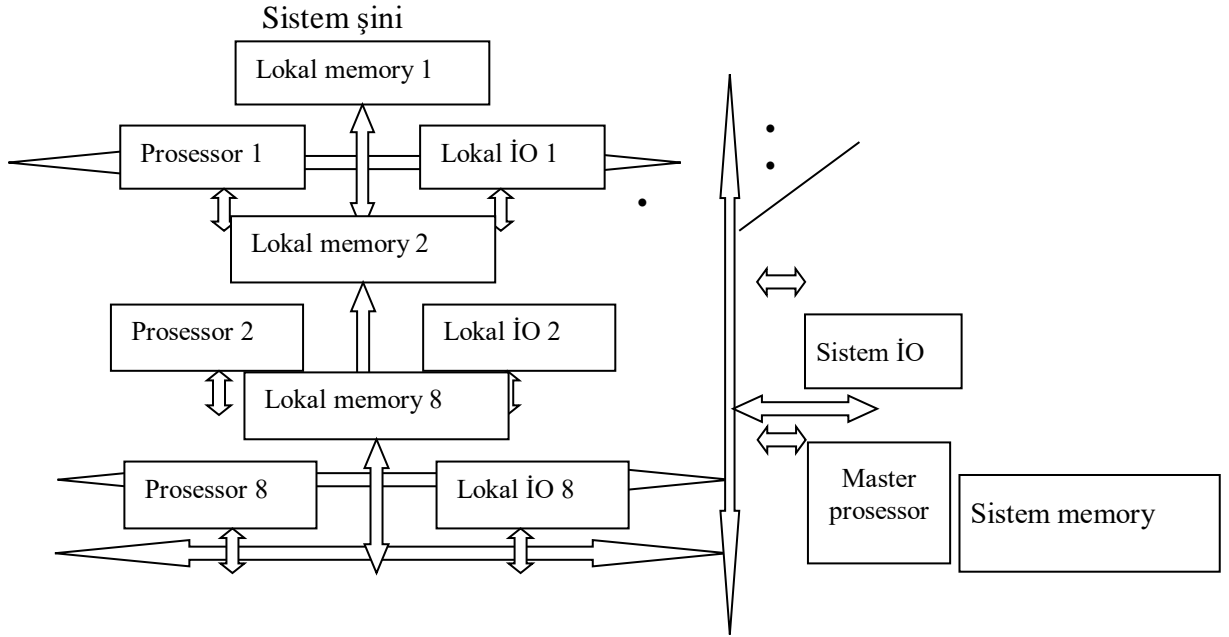 Sistem şini
Lokal memory 1
Prosessor 1
Lokal İO 1
Lokal memory 2
Prosessor 2
Lokal İO 2
Sistem İO
Lokal memory 8
Prosessor 8
Lokal İO 8
Master
prosessor
Sistem memory